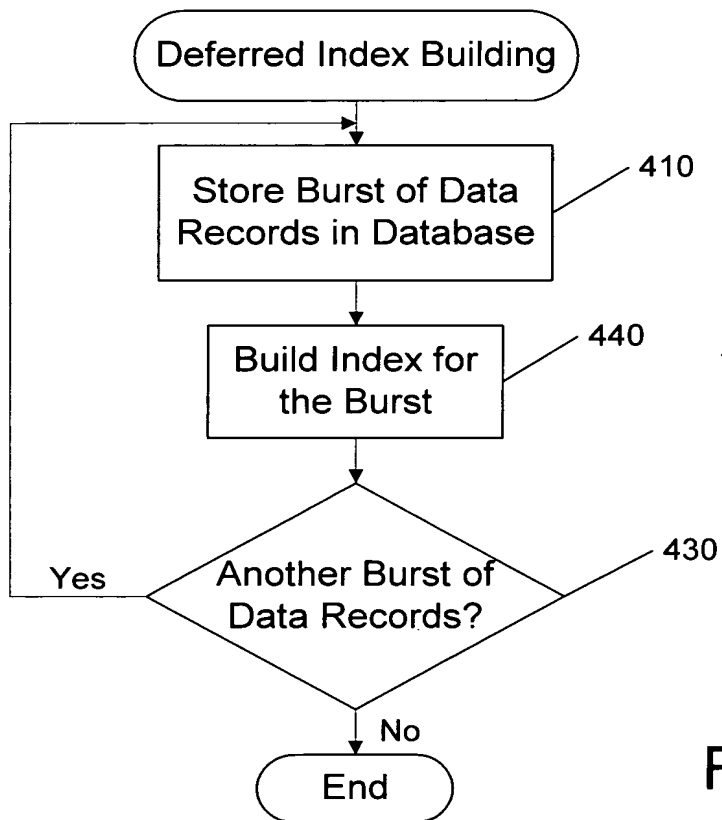 Deferred Index Building
Store Burst of Data
Records in Database
410
Build Index for
the Burst
440
Another Burst of
Data Records?
430
Yes
No
End